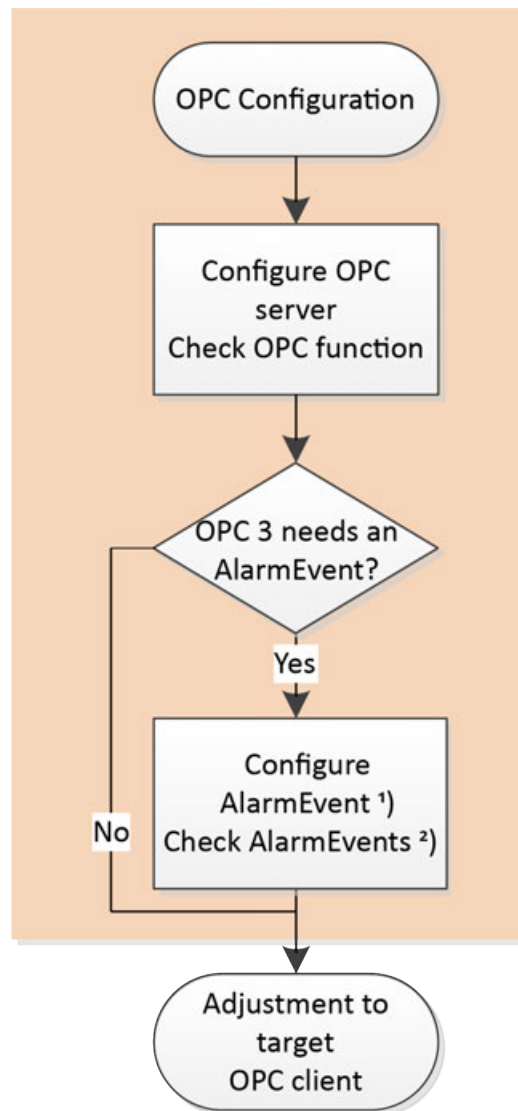 OPC Configuration
Configure OPC
server
Check OPC function
OPC 3 needs an
AlarmEvent?
Yes
Configure
AlarmEvent ¹)
Check AlarmEvents ²)
No
Adjustment to
target
OPC client